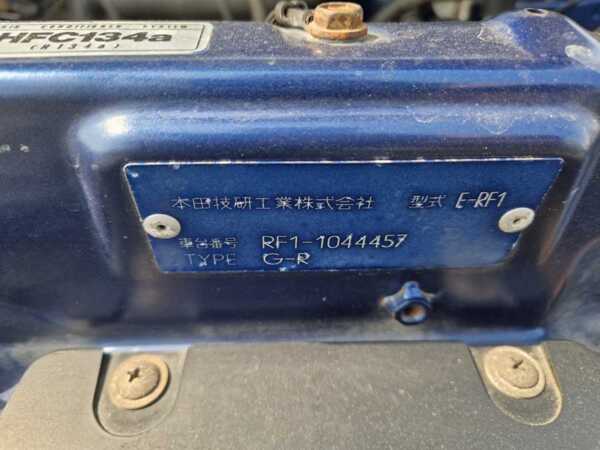 HFC134a
(R134a)
本田技研工業株式会社 型式 E-RF1
車台番号 RF1-1044457
TYPE G-R